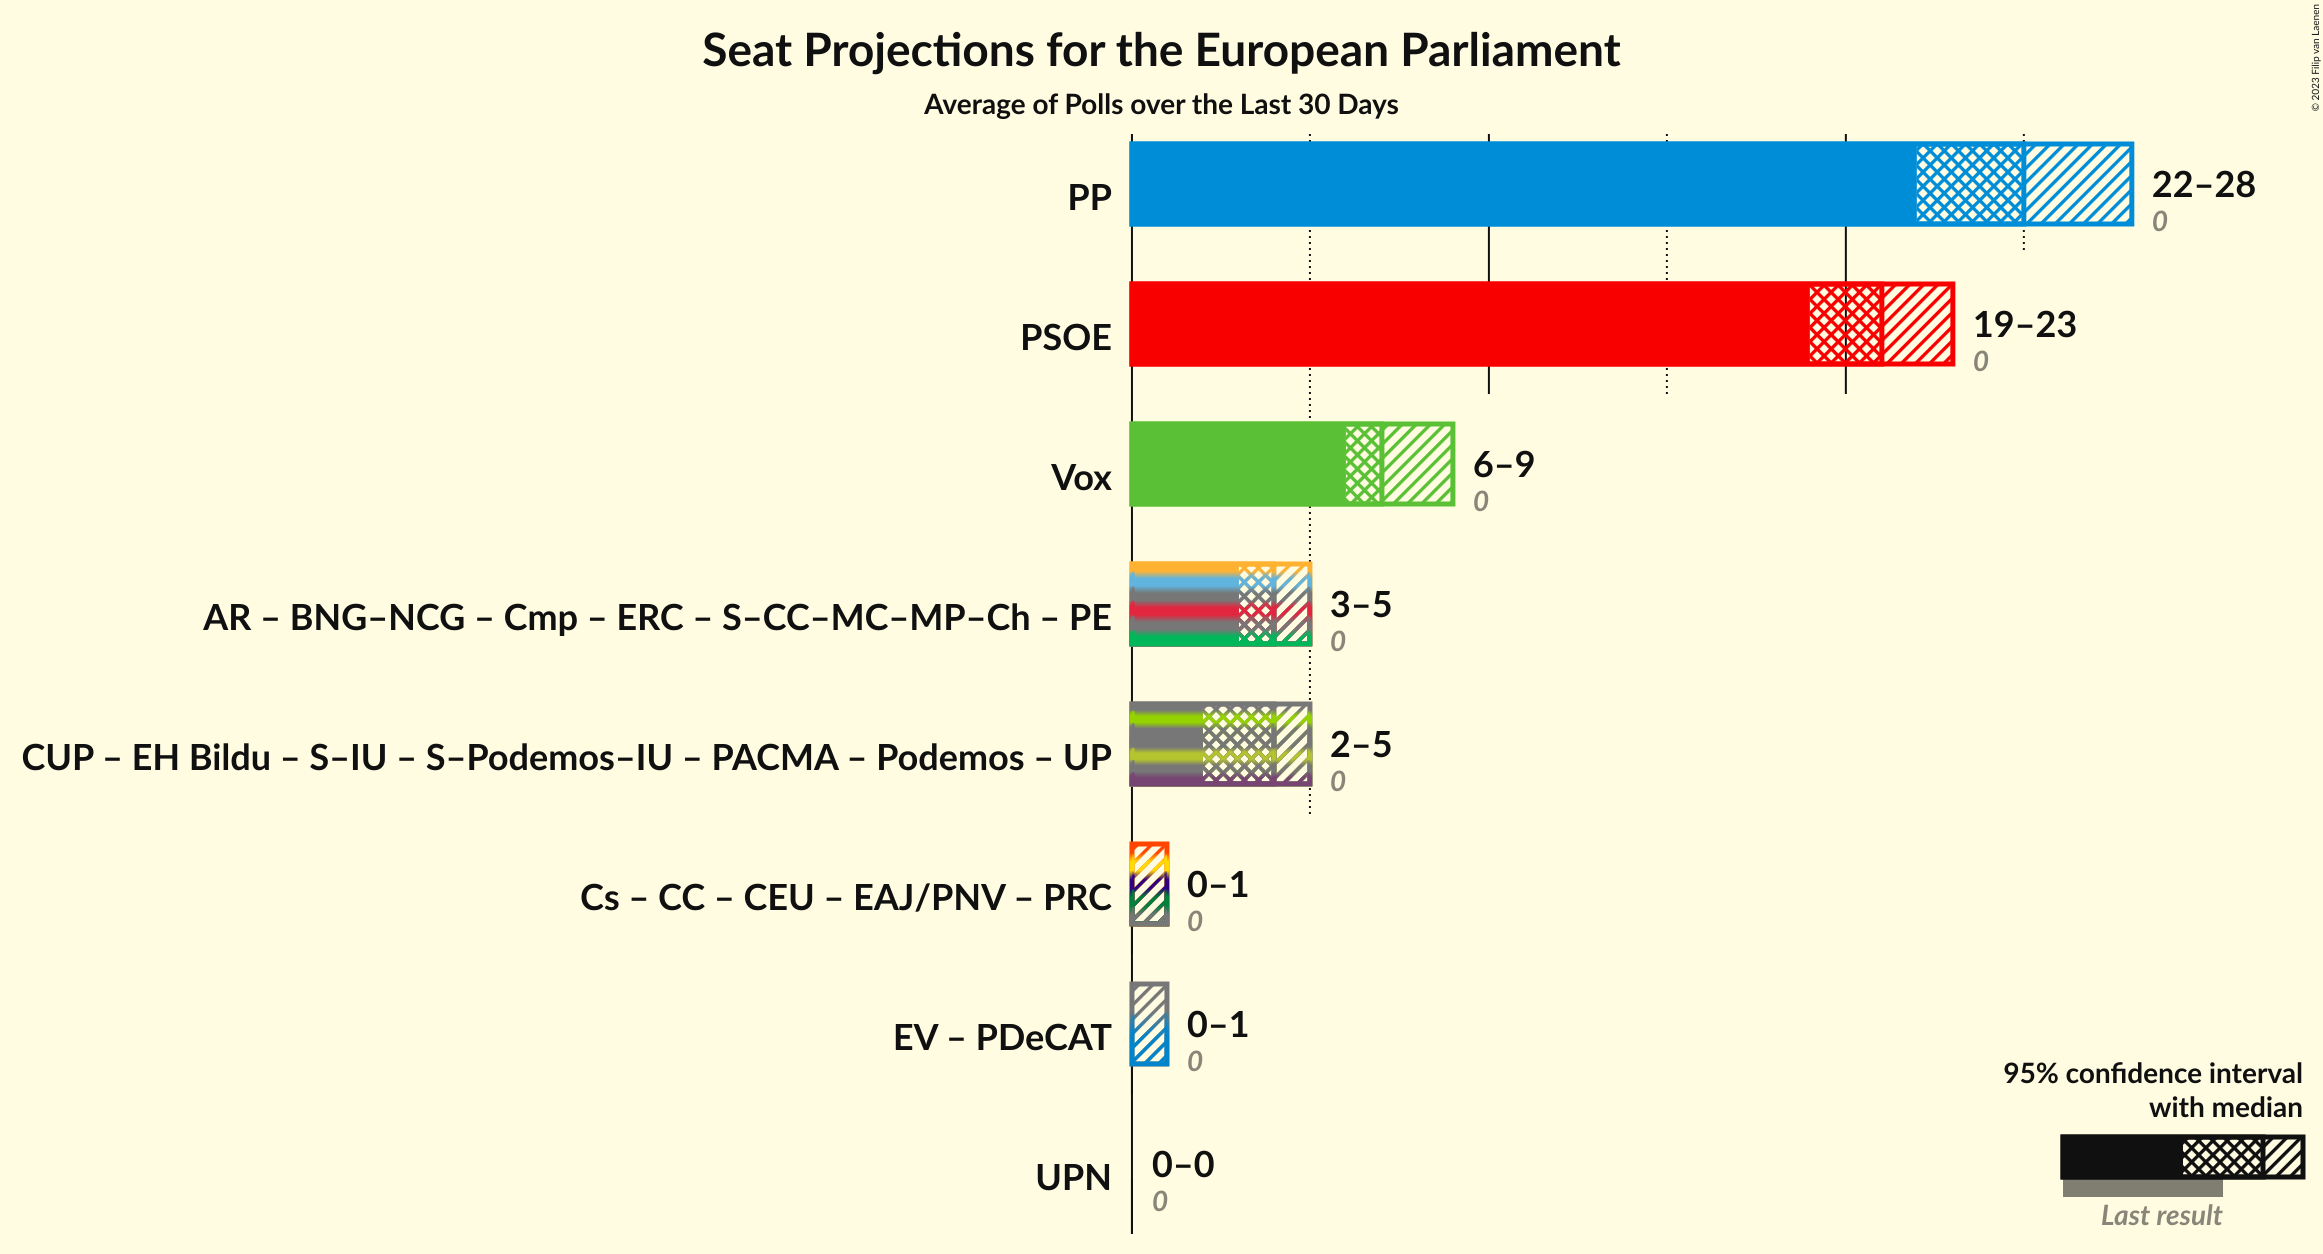 Seat Projections for the European Parliament
Average of Polls over the Last 30 Days
© 2023 Filip van Laenen
PP
22–28
0
PSOE
19–23
0
Vox
6–9
0
AR – BNG–NCG – Cmp – ERC – S–CC–MC–MP–Ch – PE
3–5
0
CUP – EH Bildu – S–IU – S–Podemos–IU – PACMA – Podemos – UP
2–5
0
Cs – CC – CEU – EAJ/PNV – PRC
0–1
0
EV – PDeCAT
0–1
0
UPN
0–0
0
95% confidence interval
with median
Last result